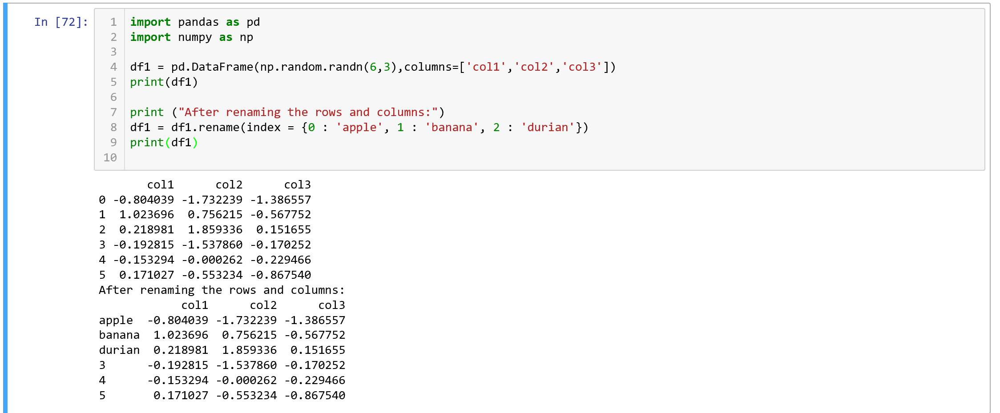 In [72]:
1 import pandas as pd
2 import numpy as np
3
4 df1 = pd.DataFrame(np.random.randn(6,3),columns=['col1','col2','col3'])
5 print(df1)
6
7 print ("After renaming the rows and columns:")
8 df1 = df1.rename(index = {0 : 'apple', 1 : 'banana', 2 : 'durian'})
9 print(df1)
10
       col1      col2      col3
0 -0.804039 -1.732239 -1.386557
1  1.023696  0.756215 -0.567752
2  0.218981  1.859336  0.151655
3 -0.192815 -1.537860 -0.170252
4 -0.153294 -0.000262 -0.229466
5  0.171027 -0.553234 -0.867540
After renaming the rows and columns:
            col1      col2      col3
apple  -0.804039 -1.732239 -1.386557
banana  1.023696  0.756215 -0.567752
durian  0.218981  1.859336  0.151655
3      -0.192815 -1.537860 -0.170252
4      -0.153294 -0.000262 -0.229466
5       0.171027 -0.553234 -0.867540